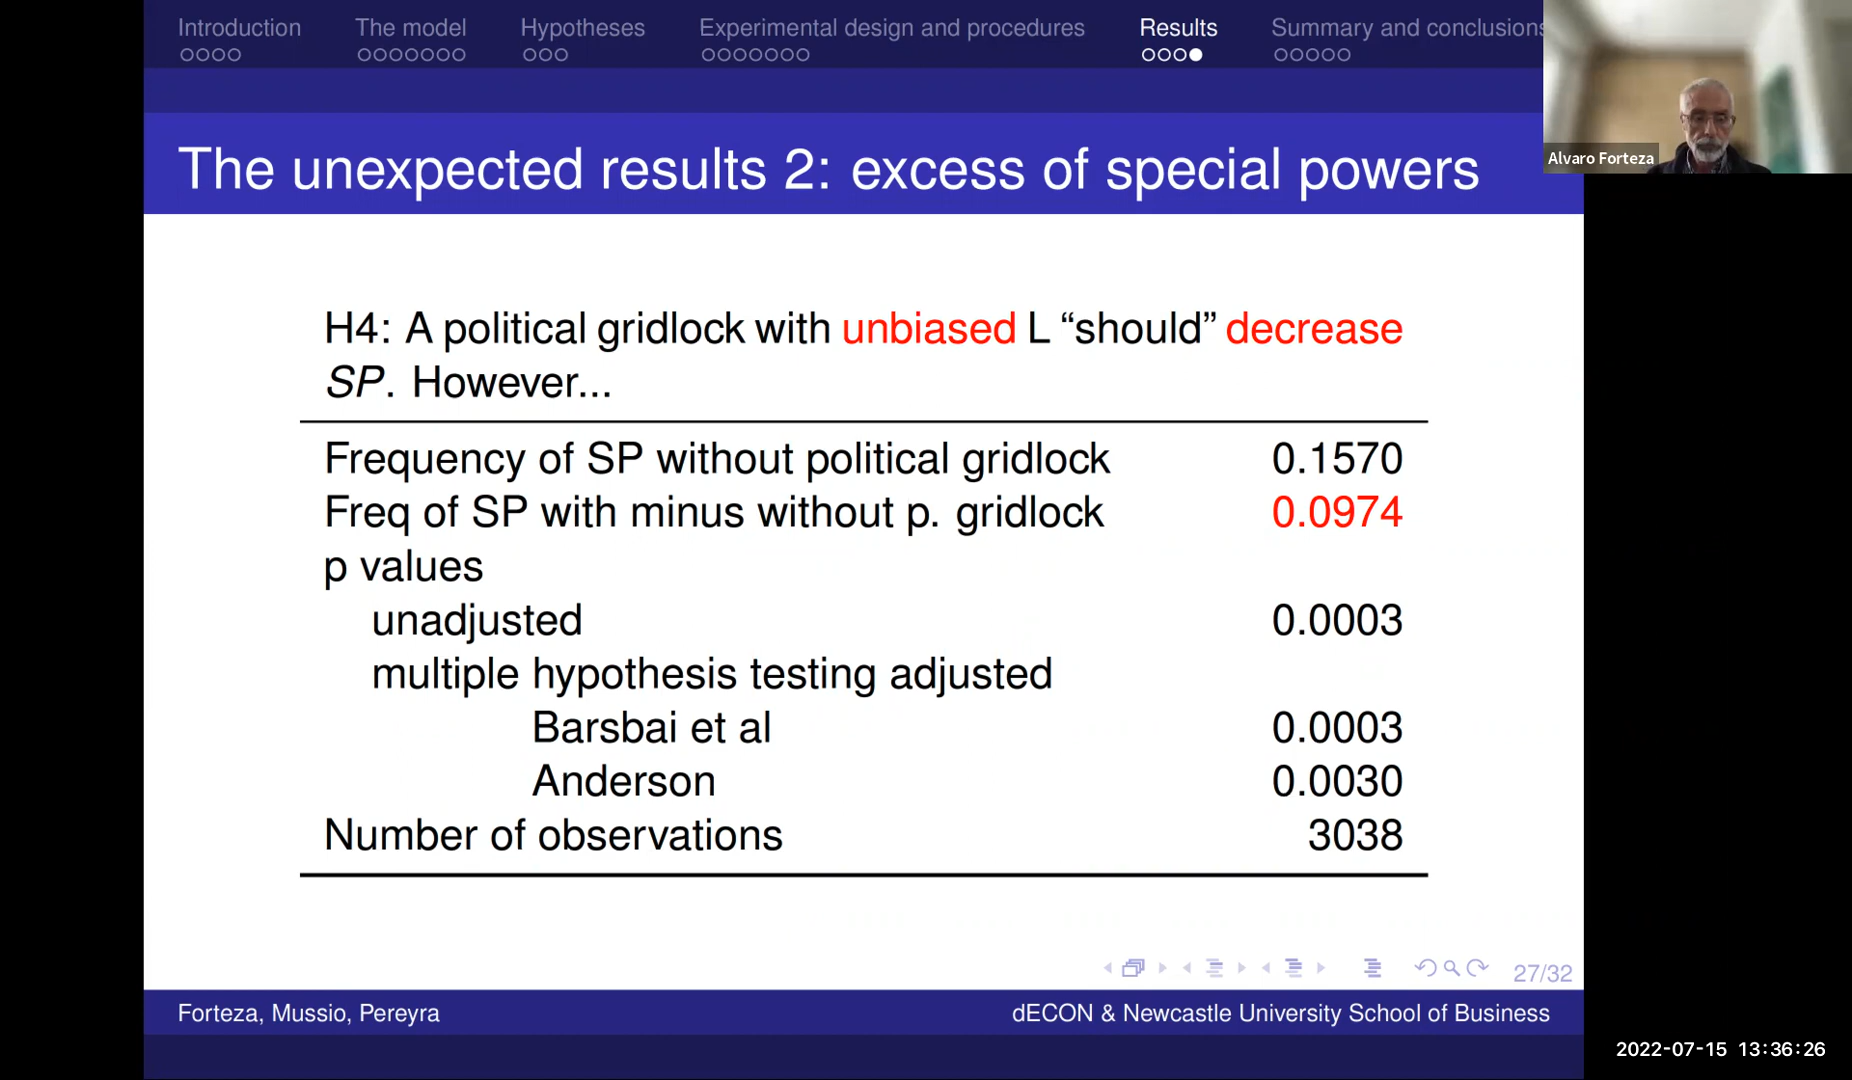 Introduction
The model
Hypotheses
Experimental design and procedures
Results
Summary and conclusions
Alvaro Forteza
The unexpected results 2: excess of special powers
H4: A political gridlock with unbiased L “should” decrease
SP. However...
Frequency of SP without political gridlock 0.1570
Freq of SP with minus without p. gridlock 0.0974
p values
unadjusted 0.0003
multiple hypothesis testing adjusted
Barsbai et al 0.0003
Anderson 0.0030
Number of observations 3038
27/32
Forteza, Mussio, Pereyra
dECON & Newcastle University School of Business
2022-07-15 13:36:26